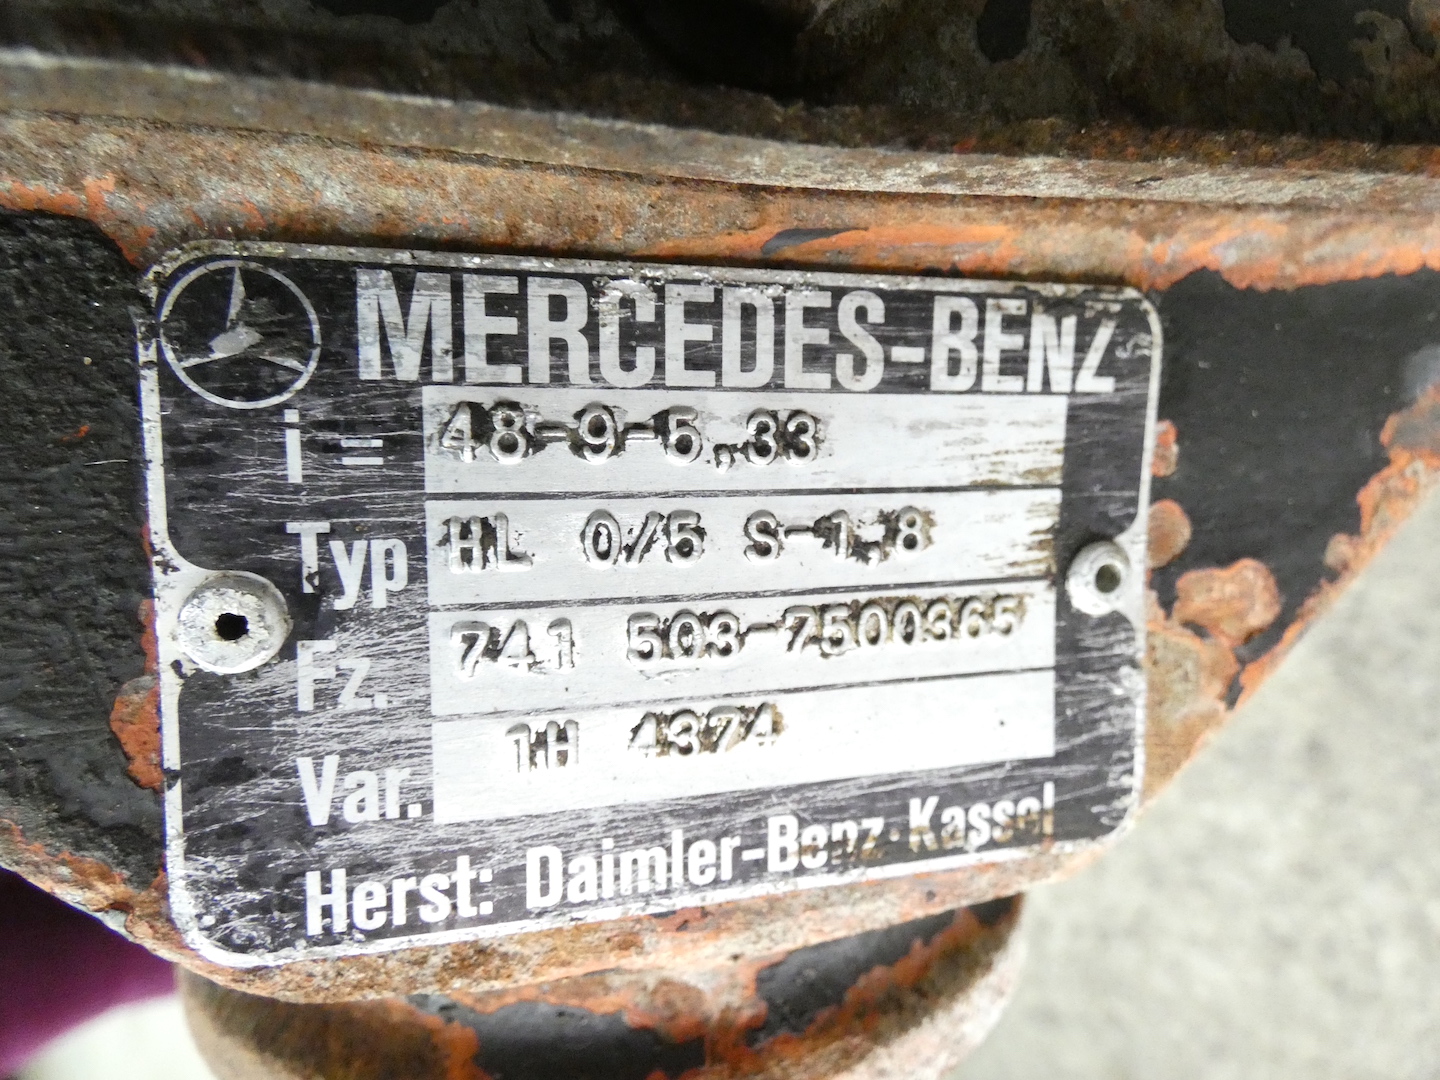 MERCEDES-BENZ
i = 48-9-5,33
Typ HL 0/5 S-1,8
Fz. 741 503-7500365
Var. 1H 4374
Herst: Daimler-Benz·Kassel